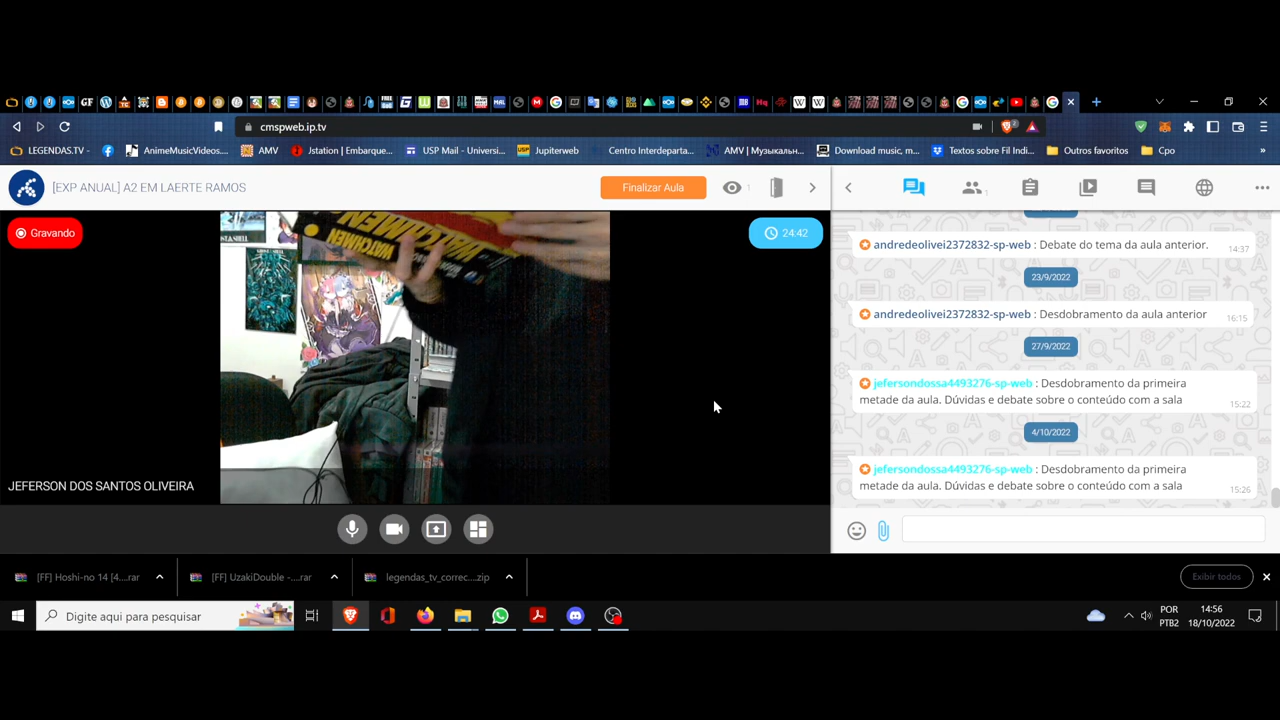 cmspweb.ip.tv
LEGENDAS.TV -
AnimeMusicVideos...
AMV
Jstation | Embarque...
USP Mail - Universi...
Jupiterweb
Centro Interdeparta...
AMV | Музыкальн...
Download music, m...
Textos sobre Fil Indi...
Outros favoritos
Cpo
»
[EXP ANUAL] A2 EM LAERTE RAMOS
Finalizar Aula
1
1
Gravando
24:42
WATCHMEN
WATCHMEN
JEFERSON DOS SANTOS OLIVEIRA
andredeolivei2372832-sp-web : Debate do tema da aula anterior.
14:37
23/9/2022
andredeolivei2372832-sp-web : Desdobramento da aula anterior
16:15
27/9/2022
jefersondossa4493276-sp-web : Desdobramento da primeira
metade da aula. Dúvidas e debate sobre o conteúdo com a sala
15:22
4/10/2022
jefersondossa4493276-sp-web : Desdobramento da primeira
metade da aula. Dúvidas e debate sobre o conteúdo com a sala
15:26
[FF] Hoshi-no 14 [4....rar
[FF] UzakiDouble -....rar
legendas_tv_correc....zip
Exibir todos
Digite aqui para pesquisar
POR
PTB2
14:56
18/10/2022